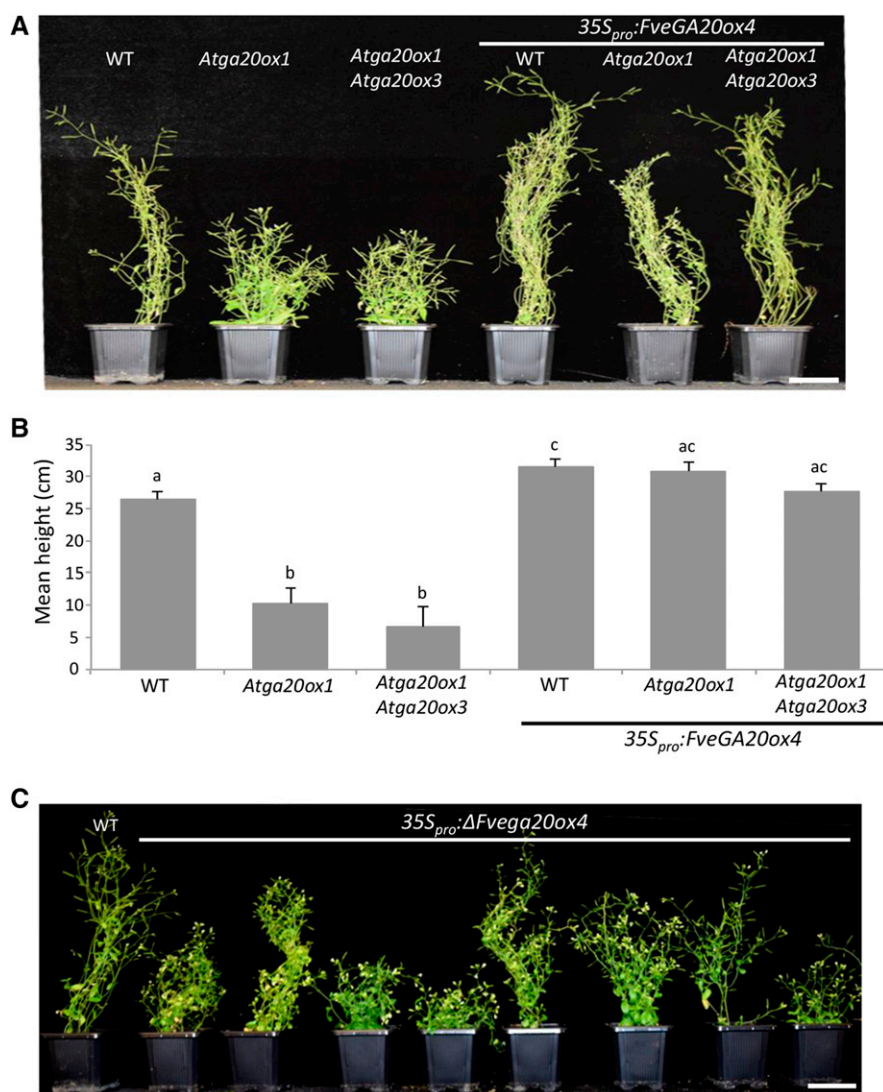 A
35Spro:FveGA20ox4
WT Atga20ox1 Atga20ox1 WT Atga20ox1 Atga20ox1
Atga20ox3 Atga20ox3
B
35
30
25
20
15
10
5
0
Mean height (cm)
a b b c ac ac
WT Atga20ox1 Atga20ox1 WT Atga20ox1 Atga20ox1
Atga20ox3 Atga20ox3
35Spro:FveGA20ox4
C
WT 35Spro:ΔFvega20ox4